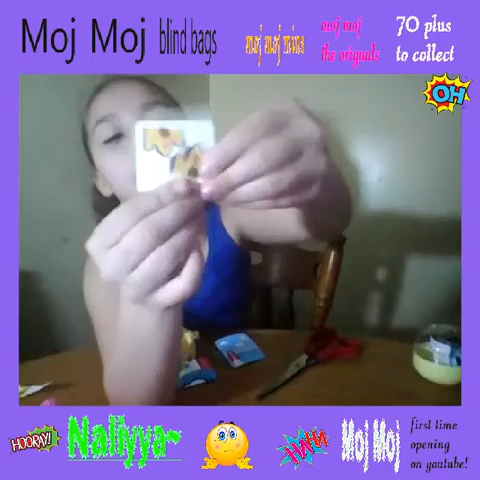 Moj Moj blind bags
moj moj minis
moj moj
the orignals
70 plus
to collect
OH
HOORAY!
Naliyya~
HAHA
Moj Moj
first time
opening
on youtube!